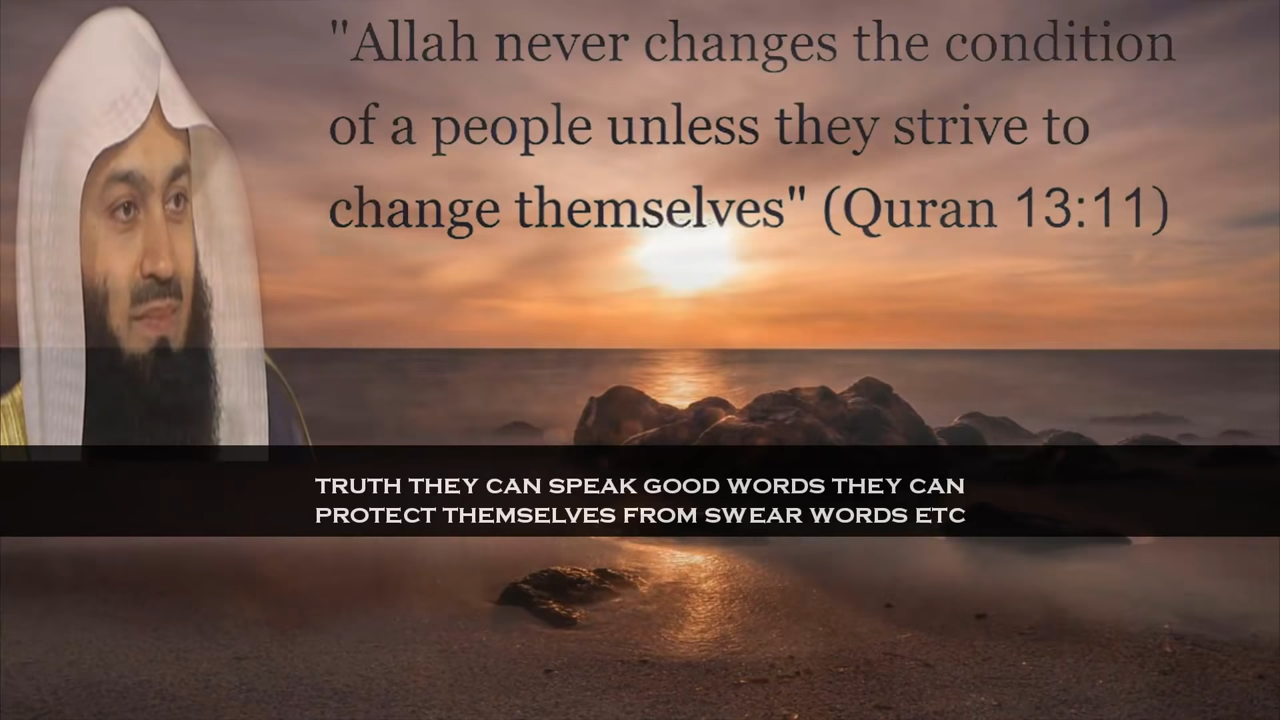 "Allah never changes the condition
of a people unless they strive to
change themselves" (Quran 13:11)
TRUTH THEY CAN SPEAK GOOD WORDS THEY CAN
PROTECT THEMSELVES FROM SWEAR WORDS ETC